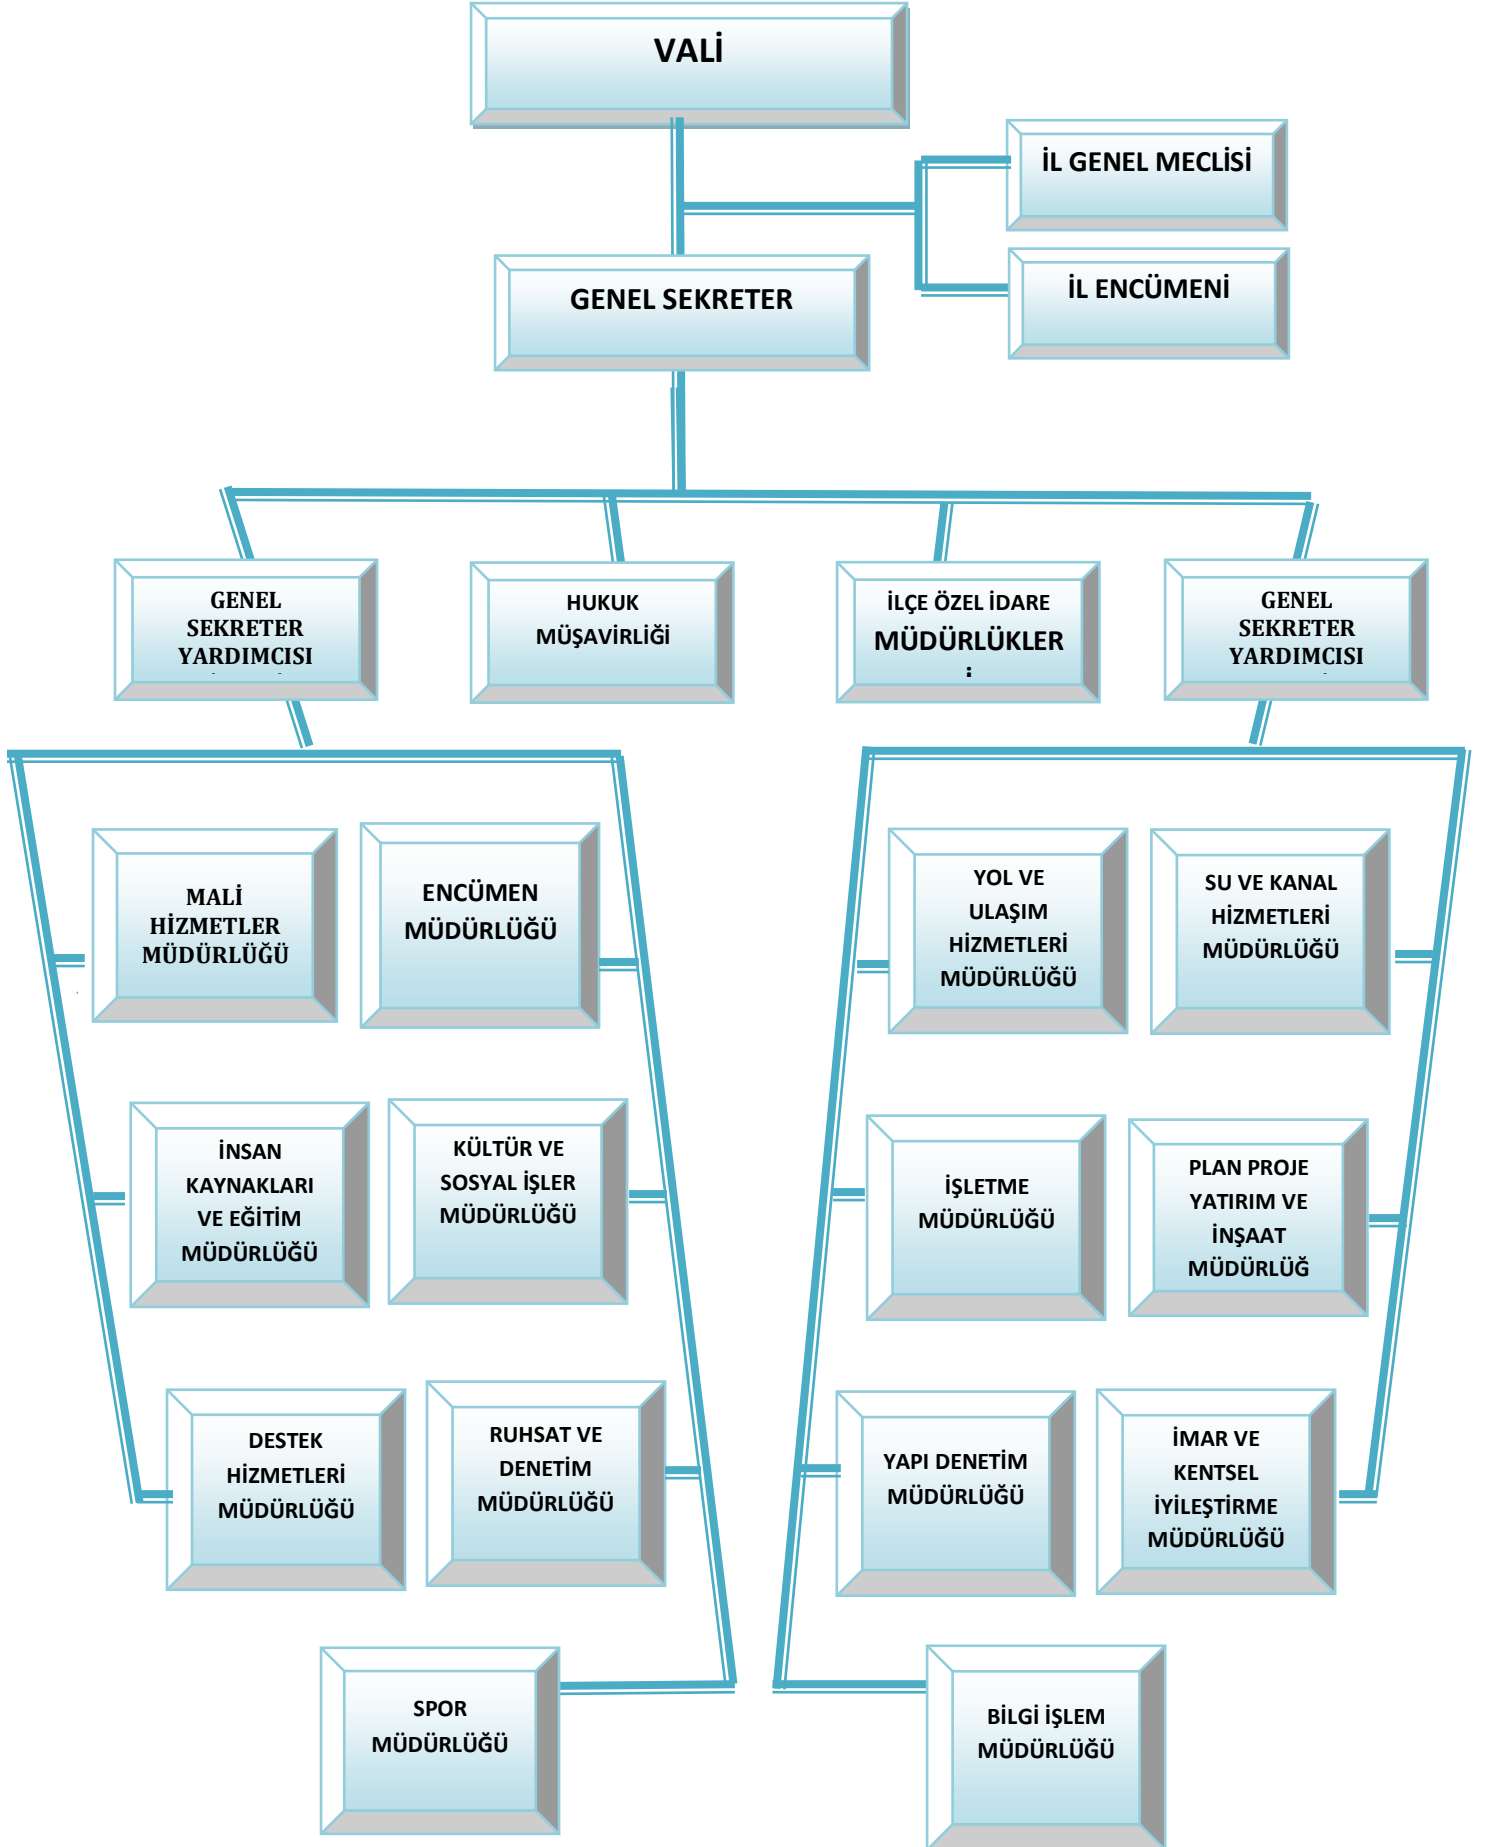 VALİ
İL GENEL MECLİSİ
İL ENCÜMENİ
GENEL SEKRETER
GENEL
SEKRETER
YARDIMCISI
HUKUK
MÜŞAVİRLİĞİ
İLÇE ÖZEL İDARE
MÜDÜRLÜKLER
GENEL
SEKRETER
YARDIMCISI
MALİ
HİZMETLER
MÜDÜRLÜĞÜ
ENCÜMEN
MÜDÜRLÜĞÜ
YOL VE
ULAŞIM
HİZMETLERİ
MÜDÜRLÜĞÜ
SU VE KANAL
HİZMETLERİ
MÜDÜRLÜĞÜ
İNSAN
KAYNAKLARI
VE EĞİTİM
MÜDÜRLÜĞÜ
KÜLTÜR VE
SOSYAL İŞLER
MÜDÜRLÜĞÜ
İŞLETME
MÜDÜRLÜĞÜ
PLAN PROJE
YATIRIM VE
İNŞAAT
MÜDÜRLÜĞ
DESTEK
HİZMETLERİ
MÜDÜRLÜĞÜ
RUHSAT VE
DENETİM
MÜDÜRLÜĞÜ
YAPI DENETİM
MÜDÜRLÜĞÜ
İMAR VE
KENTSEL
İYİLEŞTİRME
MÜDÜRLÜĞÜ
SPOR
MÜDÜRLÜĞÜ
BİLGİ İŞLEM
MÜDÜRLÜĞÜ